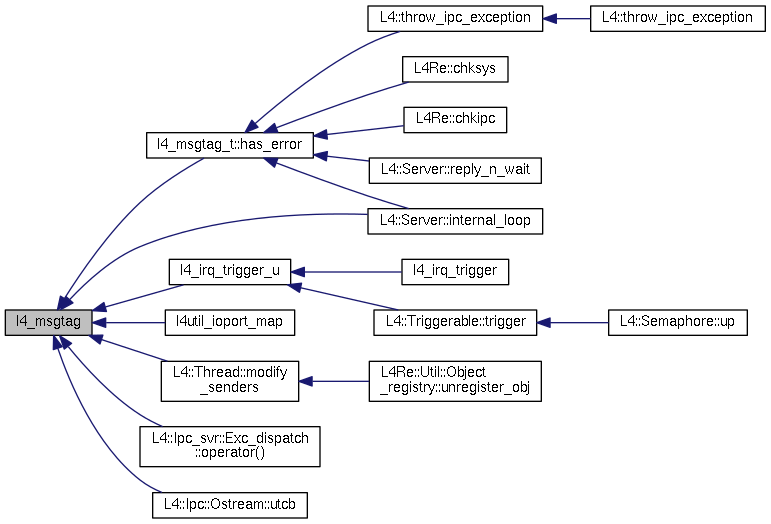 L4::throw_ipc_exception
L4::throw_ipc_exception
L4Re::chksys
L4Re::chkipc
l4_msgtag_t::has_error
L4::Server::reply_n_wait
L4::Server::internal_loop
l4_irq_trigger_u
l4_irq_trigger
l4_msgtag
l4util_ioport_map
L4::Triggerable::trigger
L4::Semaphore::up
L4::Thread::modify
_senders
L4Re::Util::Object
_registry::unregister_obj
L4::Ipc_svr::Exc_dispatch
::operator()
L4::Ipc::Ostream::utcb